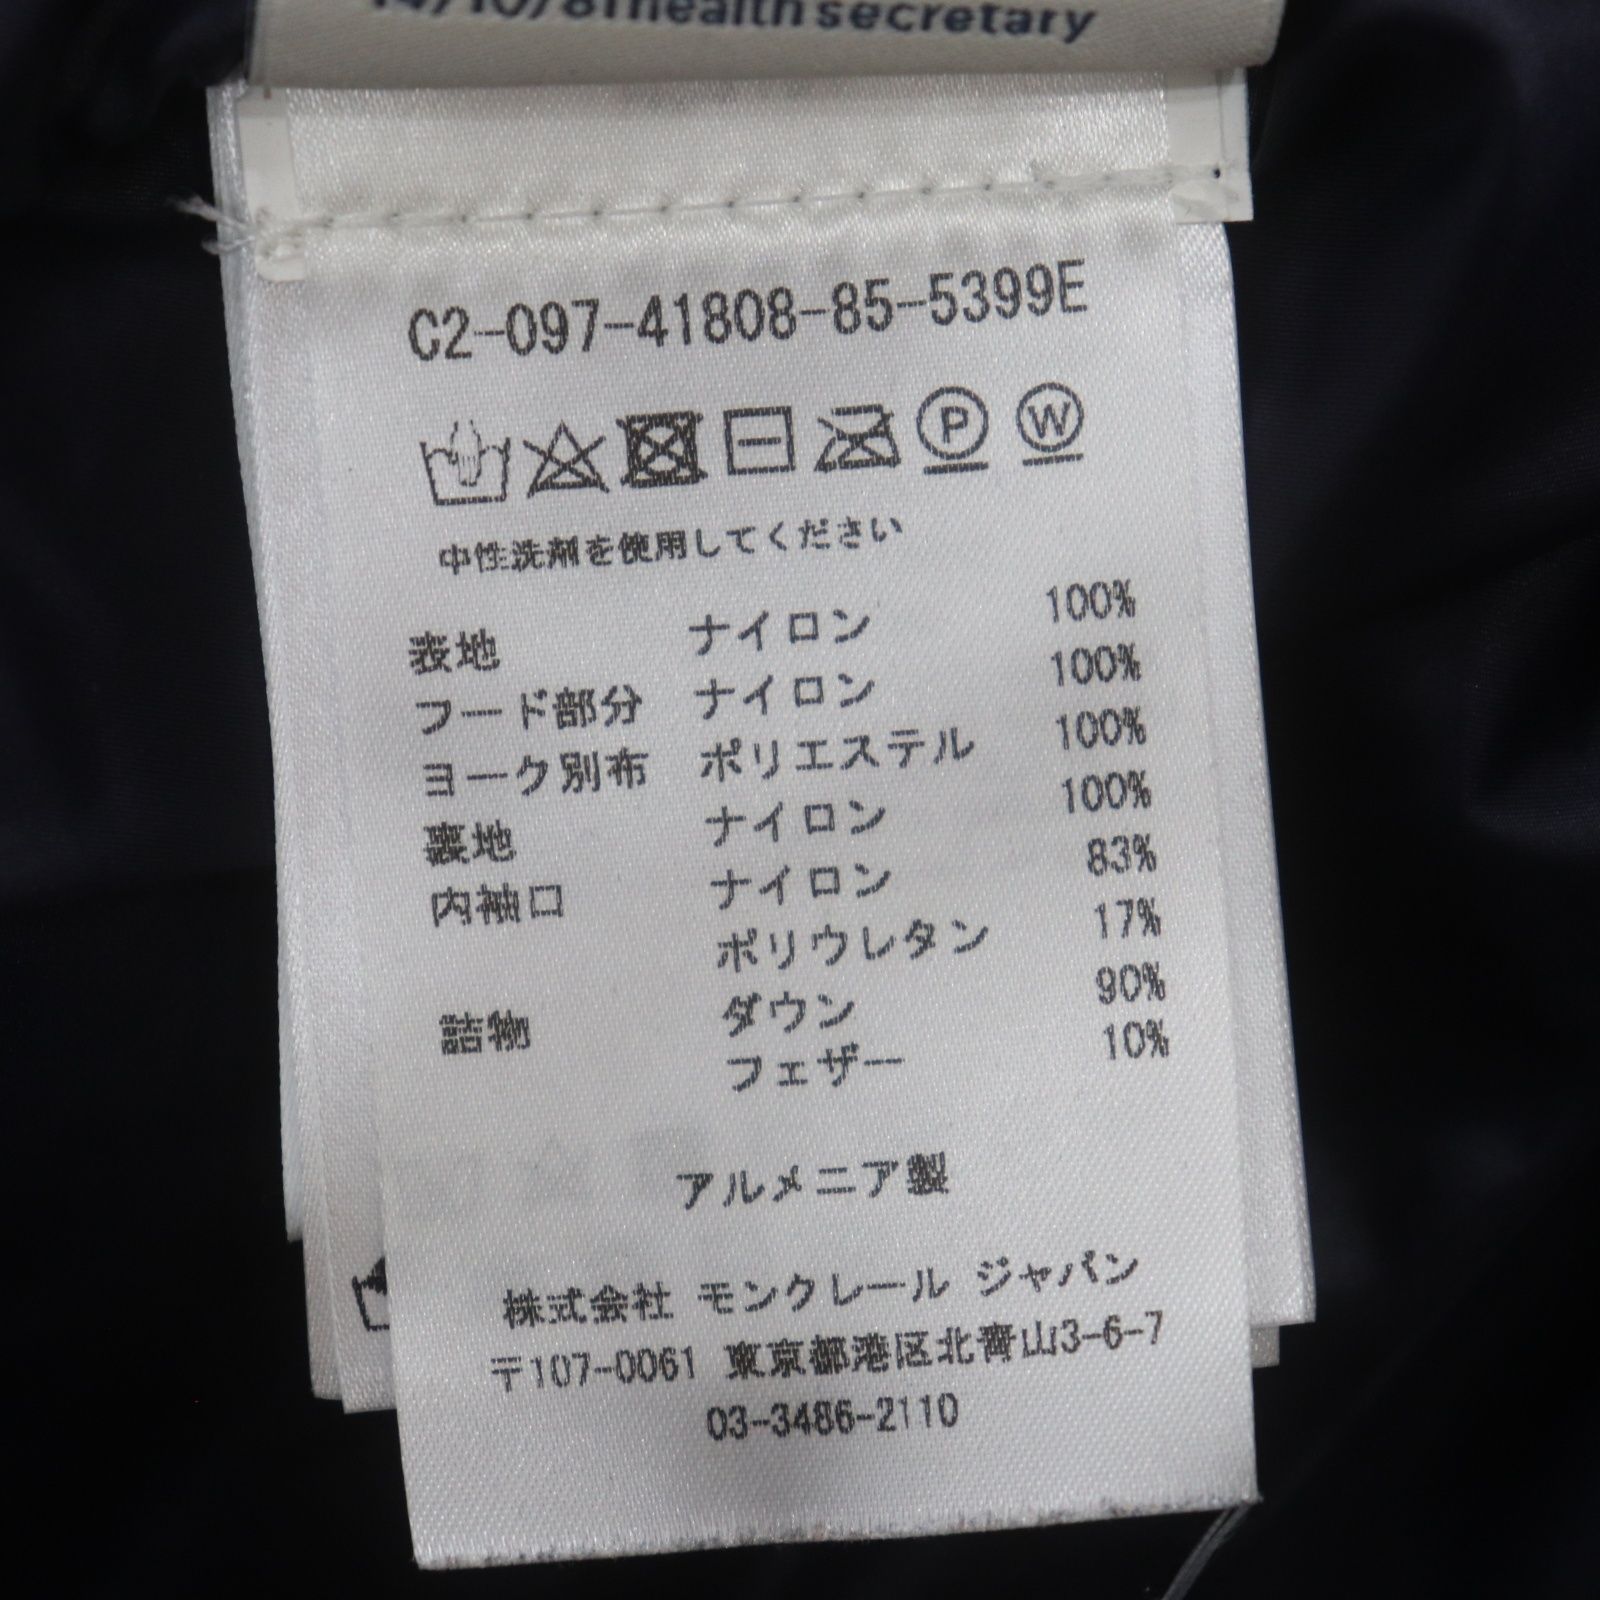 14/10/81 health secretary
C2-097-41808-85-5399E
P W
中性洗剤を使用してください
表地 ナイロン 100%
フード部分 ナイロン 100%
ヨーク別布 ポリエステル 100%
裏地 ナイロン 100%
内袖口 ナイロン 83%
ポリウレタン 17%
詰物 ダウン 90%
フェザー 10%
アルメニア製
株式会社 モンクレール ジャパン
〒107-0061 東京都港区北青山3-6-7
03-3486-2110